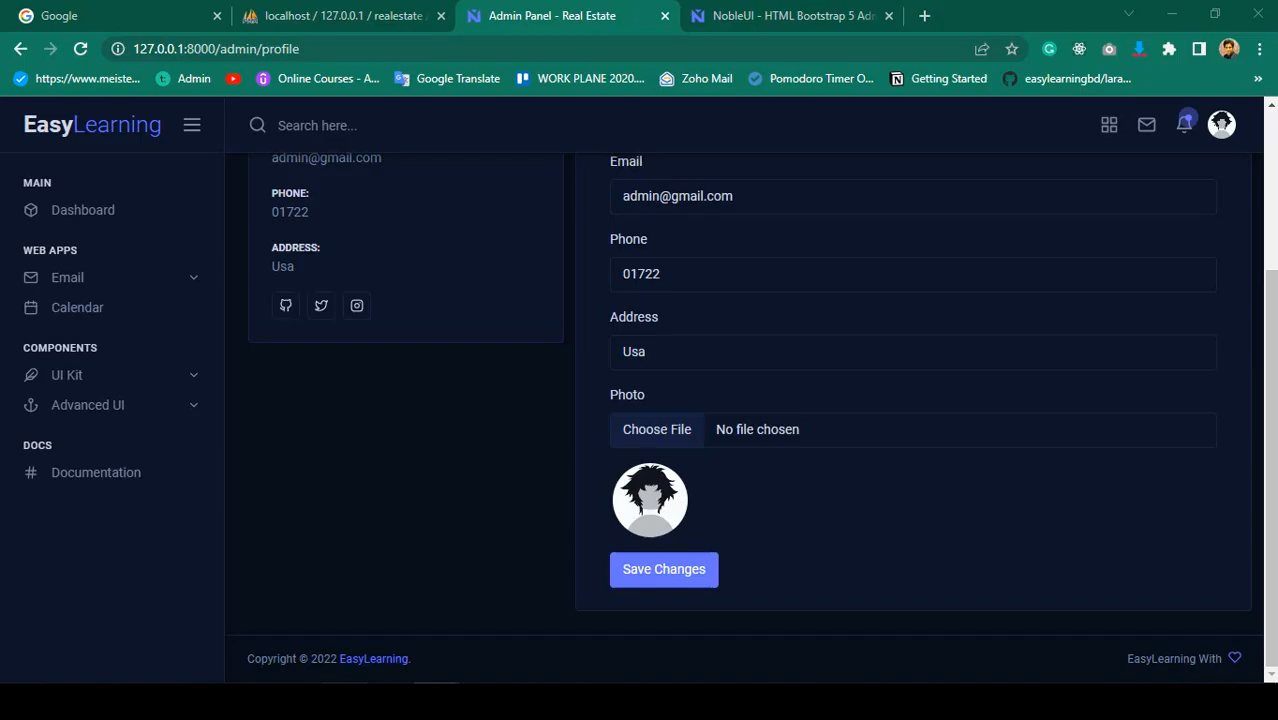 Google
localhost / 127.0.0.1 / realestate
Admin Panel - Real Estate
NobleUI - HTML Bootstrap 5 Adm
127.0.0.1:8000/admin/profile
https://www.meiste...
Admin
Online Courses - A...
Google Translate
WORK PLANE 2020....
Zoho Mail
Pomodoro Timer O...
Getting Started
easylearningbd/lara...
EasyLearning
Search here...
MAIN
Dashboard
WEB APPS
Email
Calendar
COMPONENTS
UI Kit
Advanced UI
DOCS
Documentation
admin@gmail.com
PHONE:
01722
ADDRESS:
Usa
Email
admin@gmail.com
Phone
01722
Address
Usa
Photo
Choose File No file chosen
Save Changes
Copyright © 2022 EasyLearning.
EasyLearning With